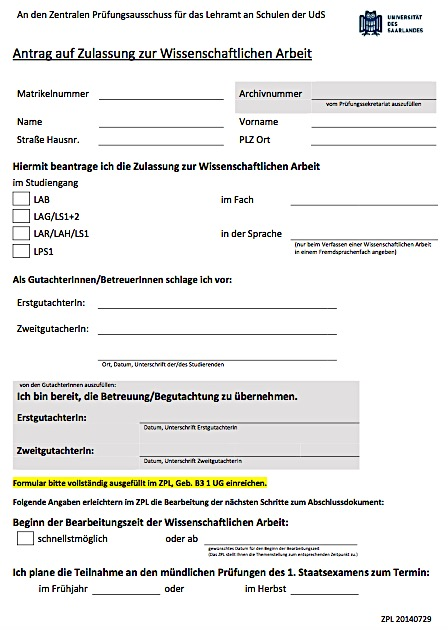 An den Zentralen Prüfungsausschuss für das Lehramt an Schulen der UdS
UNIVERSITÄT
DES
SAARLANDES
Antrag auf Zulassung zur Wissenschaftlichen Arbeit
Matrikelnummer
Archivnummer
vom Prüfungssekretariat auszufüllen
Name
Vorname
Straße Hausnr.
PLZ Ort
Hiermit beantrage ich die Zulassung zur Wissenschaftlichen Arbeit
im Studiengang
LAB
im Fach
LAG/LS1+2
LAR/LAH/LS1
in der Sprache
(nur beim Verfassen einer Wissenschaftlichen Arbeit
in einem Fremdsprachenfach angeben)
LPS1
Als GutachterInnen/BetreuerInnen schlage ich vor:
ErstgutachterIn:
ZweitgutacherIn:
Ort, Datum, Unterschrift der/des Studierenden
von den GutachterInnen auszufüllen:
Ich bin bereit, die Betreuung/Begutachtung zu übernehmen.
ErstgutachterIn:
Datum, Unterschrift ErstgutachterIn
ZweitgutachterIn:
Datum, Unterschrift ZweitgutachterIn
Formular bitte vollständig ausgefüllt im ZPL, Geb. B3 1 UG einreichen.
Folgende Angaben erleichtern im ZPL die Bearbeitung der nächsten Schritte zum Abschlussdokument:
Beginn der Bearbeitungszeit der Wissenschaftlichen Arbeit:
schnellstmöglich oder ab
gewünschtes Datum für den Beginn der Bearbeitungszeit
(Das ZPL stellt Ihnen die Themenstellung zum entsprechenden Zeitpunkt zu.)
Ich plane die Teilnahme an den mündlichen Prüfungen des 1. Staatsexamens zum Termin:
im Frühjahr oder im Herbst
ZPL 20140729